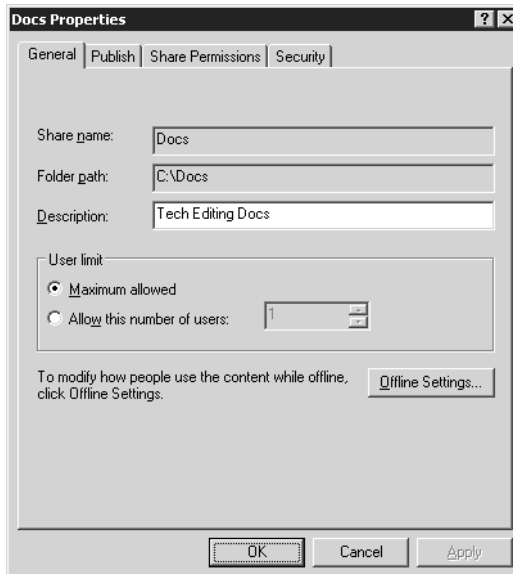 Docs Properties
General Publish Share Permissions Security
Share name: Docs
Folder path: C:\Docs
Description: Tech Editing Docs
User limit
Maximum allowed
Allow this number of users: 1
To modify how people use the content while offline,
click Offline Settings.
Offline Settings...
OK Cancel Apply